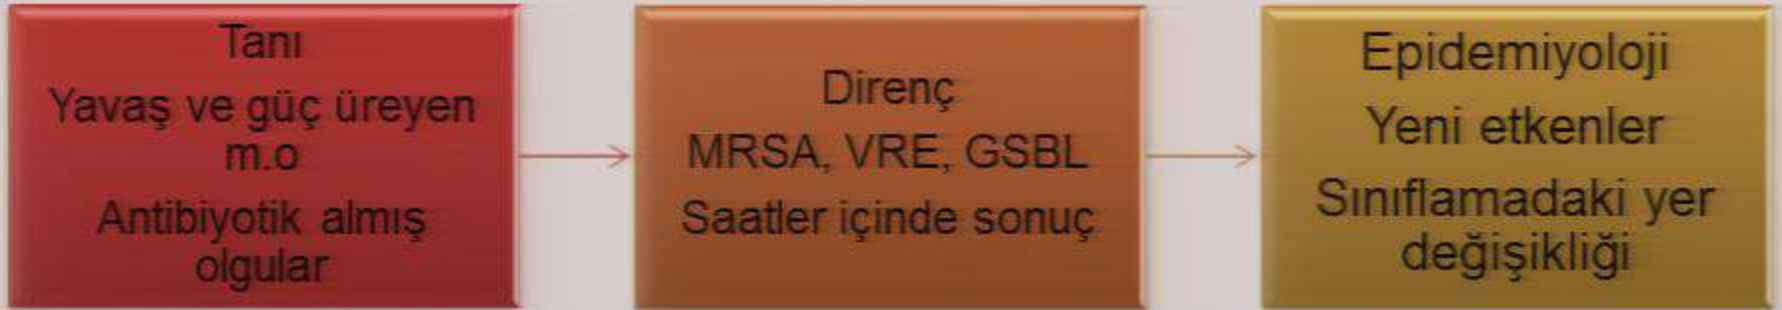 Tanı
Yavaş ve güç üreyen
m.o
Antibiyotik almış
olgular
Direnç
MRSA, VRE, GSBL
Saatler içinde sonuç
Epidemiyoloji
Yeni etkenler
Sınıflamadaki yer
değişikliği